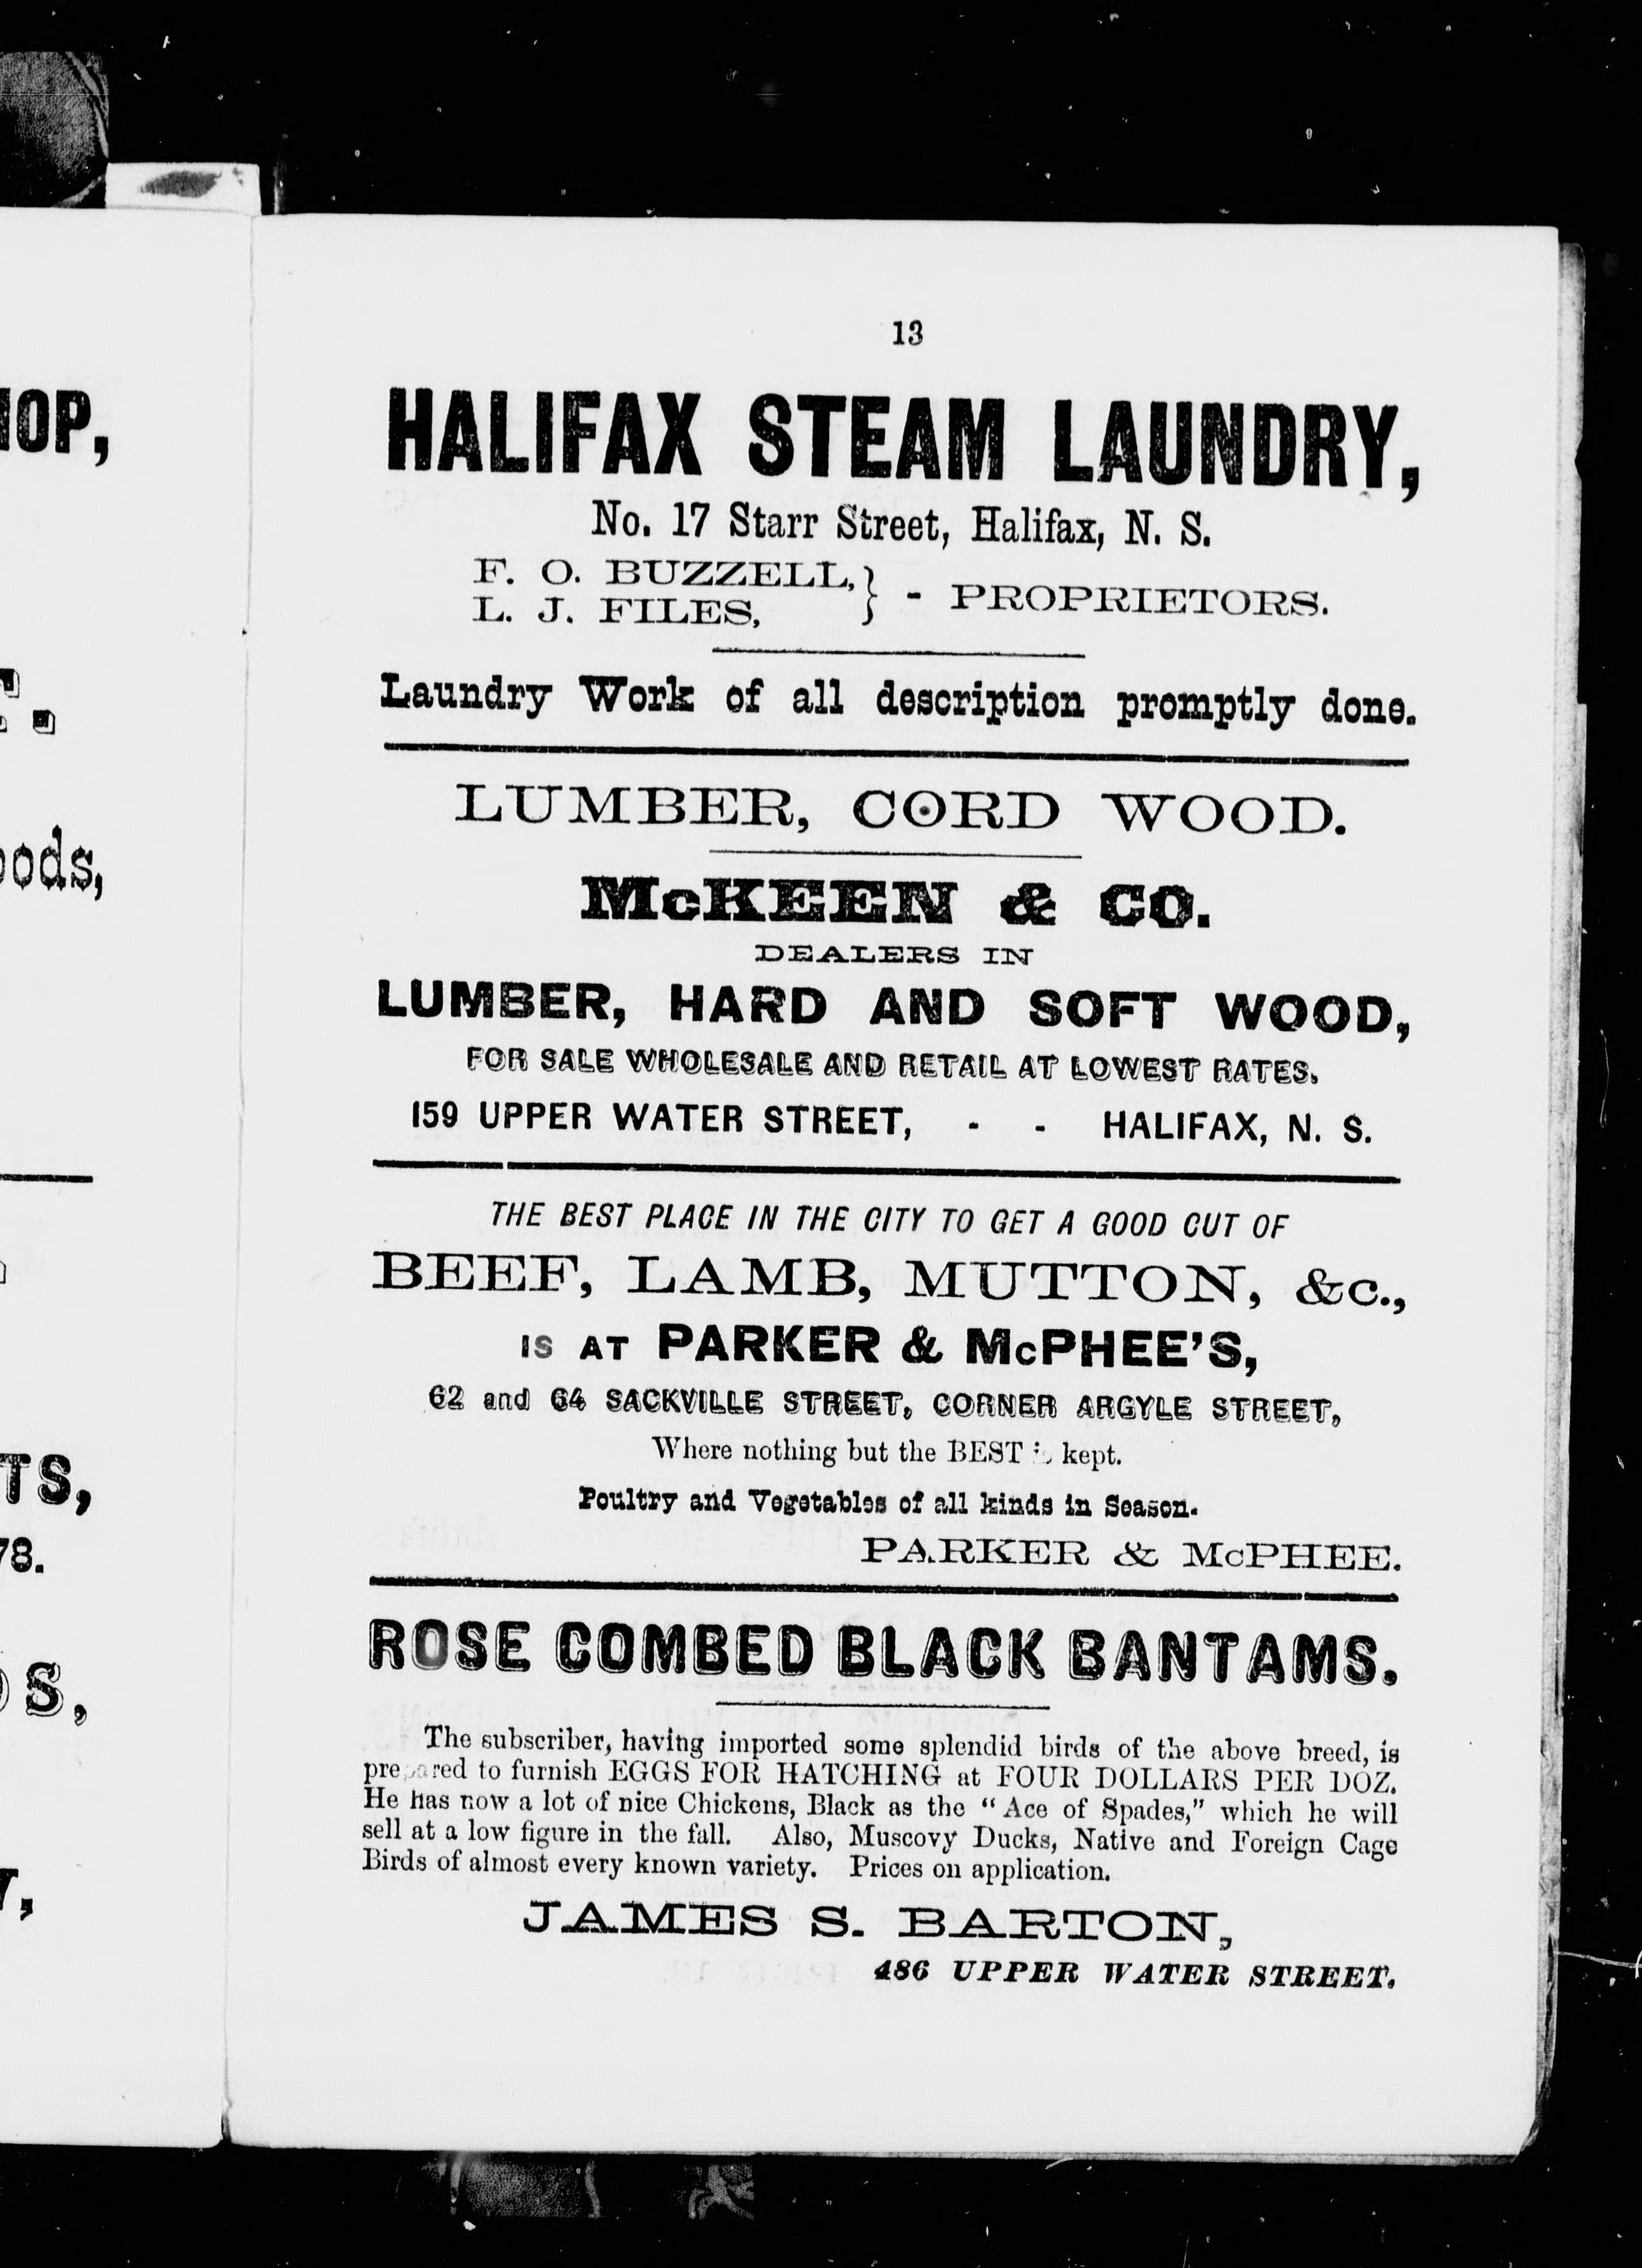 13
HALIFAX STEAM LAUNDRY,
No. 17 Starr Street, Halifax, N. S.
F. O. BUZZELL,
L. J. FILES, } - PROPRIETORS.
Laundry Work of all description promptly done.
LUMBER, CORD WOOD.
McKEEN & CO.
DEALERS IN
LUMBER, HARD AND SOFT WOOD,
FOR SALE WHOLESALE AND RETAIL AT LOWEST RATES.
159 UPPER WATER STREET, - - HALIFAX, N. S.
THE BEST PLACE IN THE CITY TO GET A GOOD CUT OF
BEEF, LAMB, MUTTON, &c.,
IS AT PARKER & McPHEE'S,
62 and 64 SACKVILLE STREET, CORNER ARGYLE STREET,
Where nothing but the BEST is kept.
Poultry and Vegetables of all kinds in Season.
PARKER & McPHEE.
ROSE COMBED BLACK BANTAMS.
The subscriber, having imported some splendid birds of the above breed, is
prepared to furnish EGGS FOR HATCHING at FOUR DOLLARS PER DOZ.
He has now a lot of nice Chickens, Black as the "Ace of Spades," which he will
sell at a low figure in the fall. Also, Muscovy Ducks, Native and Foreign Cage
Birds of almost every known variety. Prices on application.
JAMES S. BARTON,
486 UPPER WATER STREET.